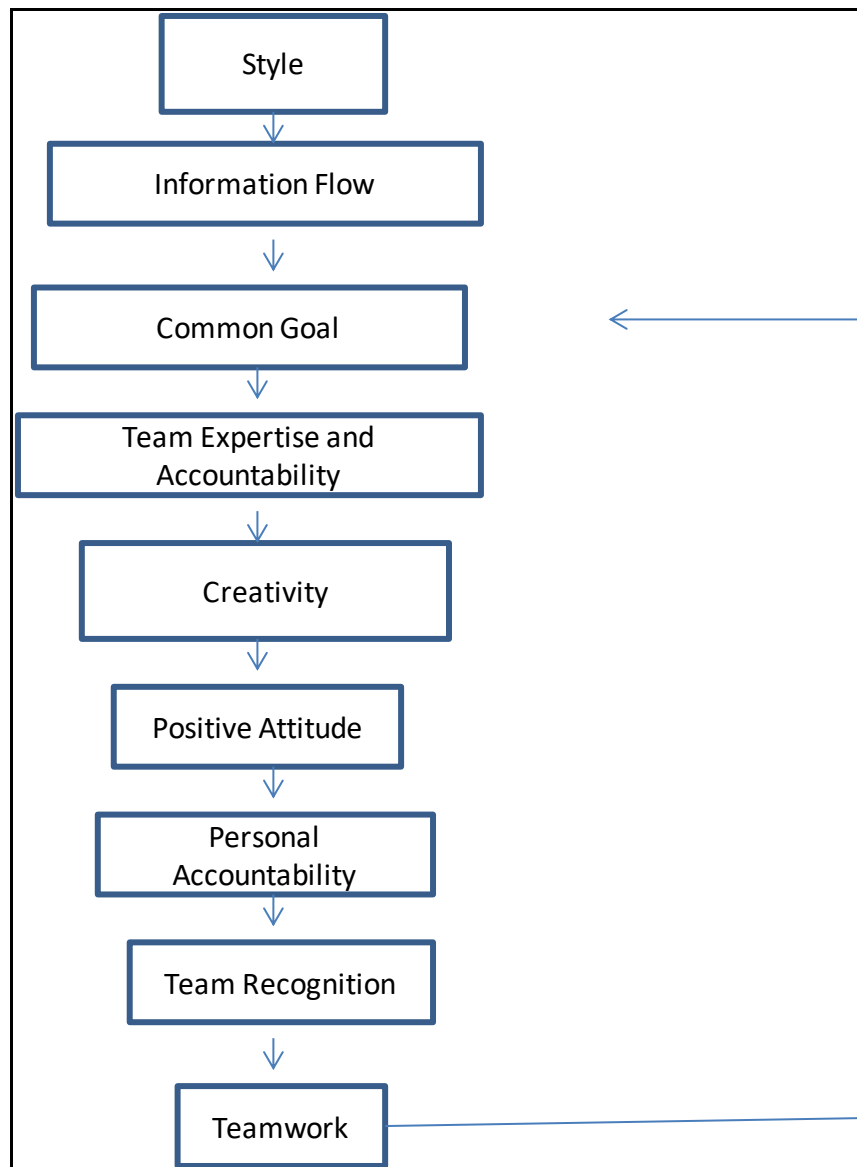 Style
Information Flow
Common Goal
Team Expertise and
Accountability
Creativity
Positive Attitude
Personal
Accountability
Team Recognition
Teamwork